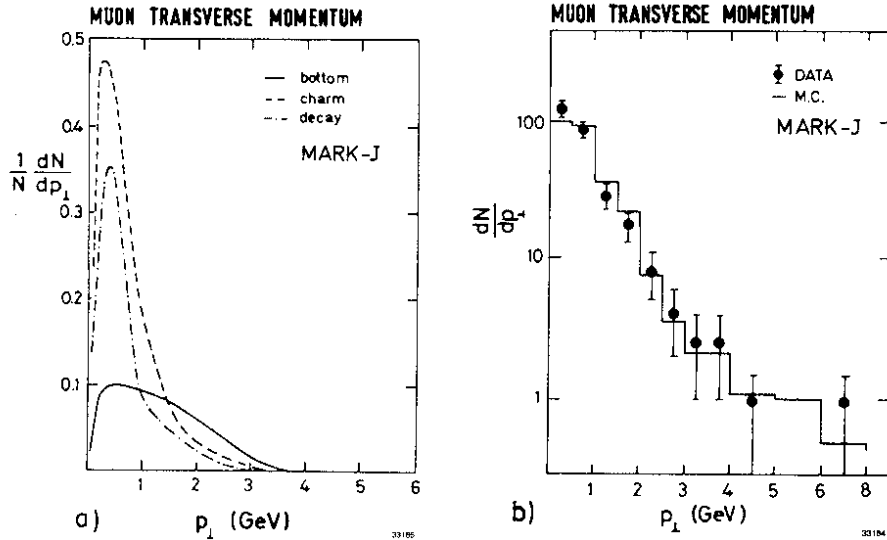 MUON TRANSVERSE MOMENTUM
0.5
0.4
0.3
0.2
0.1
1/N dN/dp⊥
bottom
charm
decay
MARK-J
1 2 3 4 5 6
a) p⊥ (GeV)
33185
MUON TRANSVERSE MOMENTUM
100
10
1
dN/dp⊥
DATA
M.C.
MARK-J
1 2 3 4 5 6 8
b) p⊥ (GeV)
33184